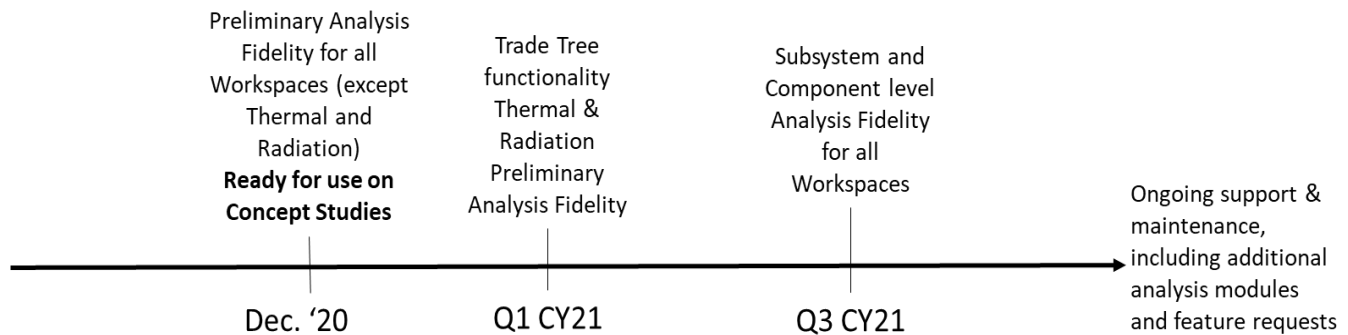 Preliminary Analysis
Fidelity for all
Workspaces (except
Thermal and
Radiation)
Ready for use on
Concept Studies
Trade Tree
functionality
Thermal &
Radiation
Preliminary
Analysis Fidelity
Subsystem and
Component level
Analysis Fidelity
for all
Workspaces
Ongoing support &
maintenance,
including additional
analysis modules
and feature requests
Dec. ‘20
Q1 CY21
Q3 CY21